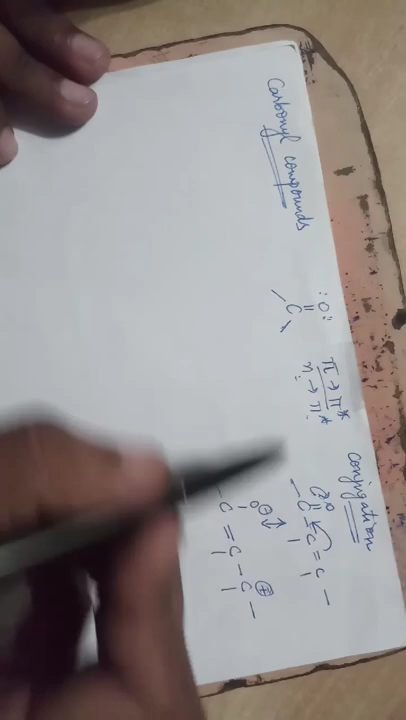 Carbonyl compounds
:O:
||
C
π → π*
n → π*
Conjugation
O
C = C = C
O ⊖ ⊕
C = C - C